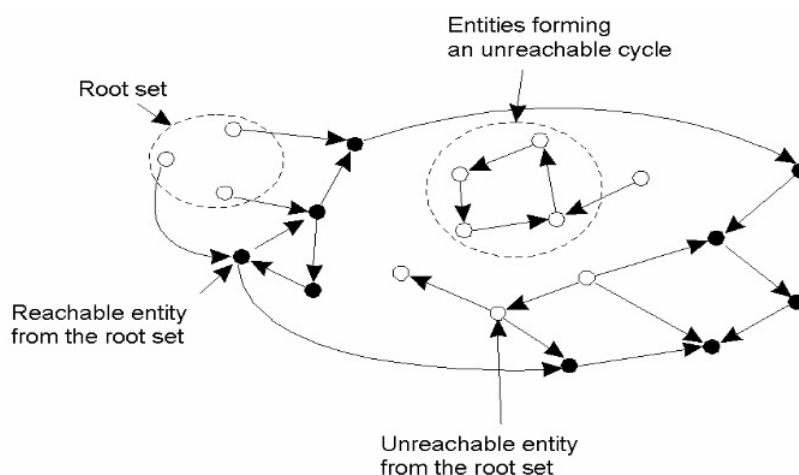 Entities forming
an unreachable cycle
Root set
Reachable entity
from the root set
Unreachable entity
from the root set